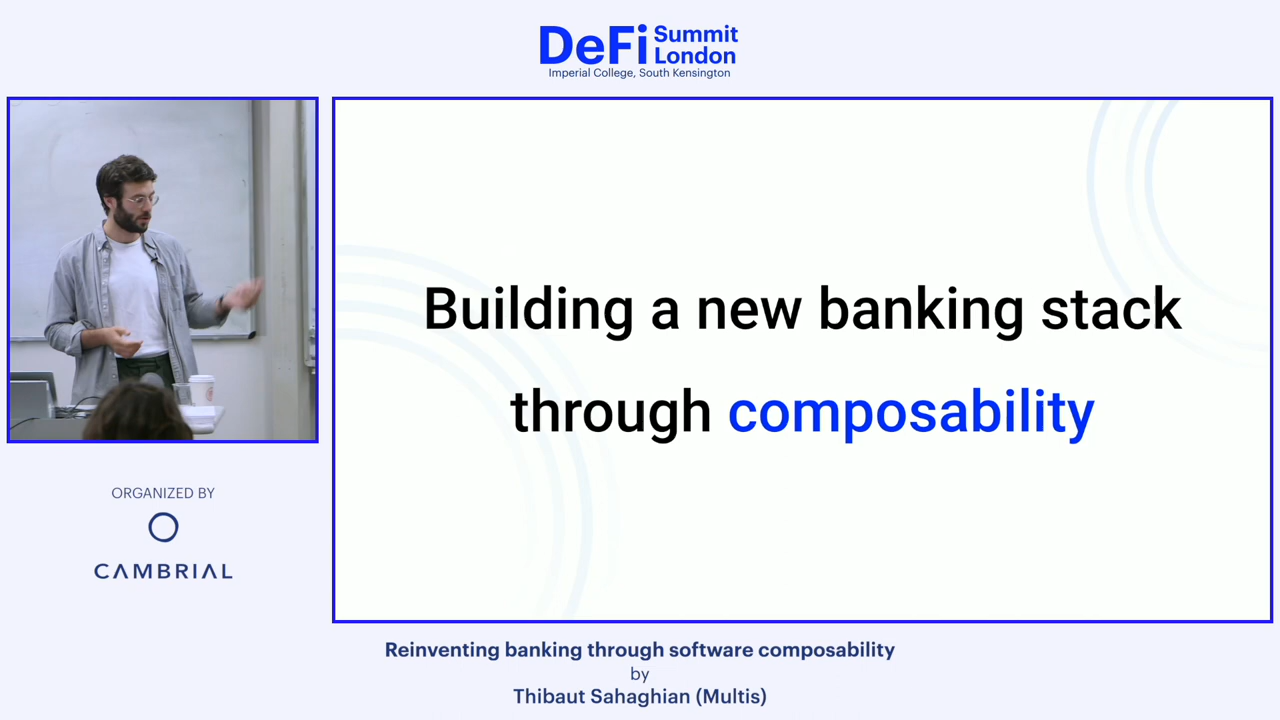 DeFi Summit London
Imperial College, South Kensington
Building a new banking stack
through composability
ORGANIZED BY
CAMBRIAL
Reinventing banking through software composability
by
Thibaut Sahaghian (Multis)